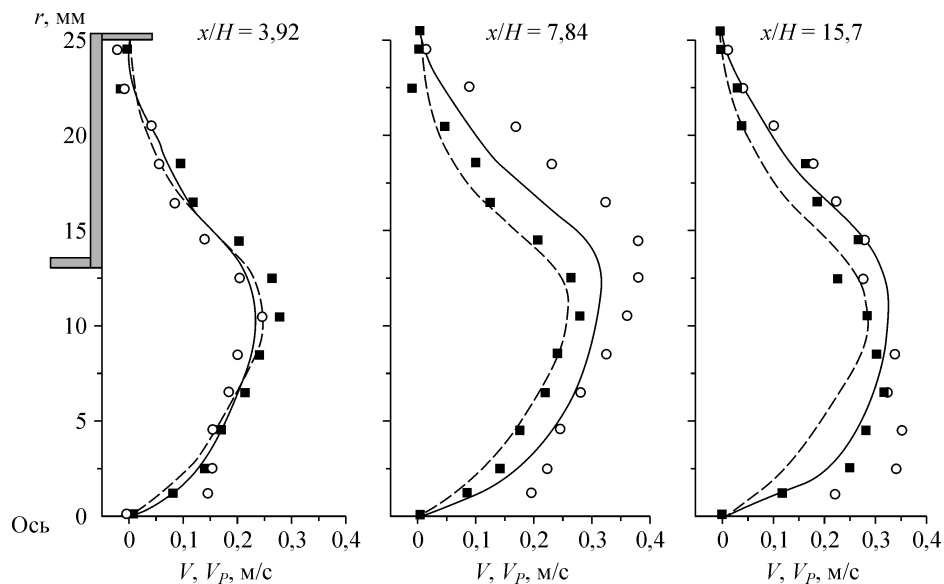 r, мм
x/H = 3,92
x/H = 7,84
x/H = 15,7
25
20
15
10
5
0
Ось
0 0,1 0,2 0,3 0,4
0 0,1 0,2 0,3 0,4
0 0,1 0,2 0,3 0,4
V, V_P, м/с
V, V_P, м/с
V, V_P, м/с